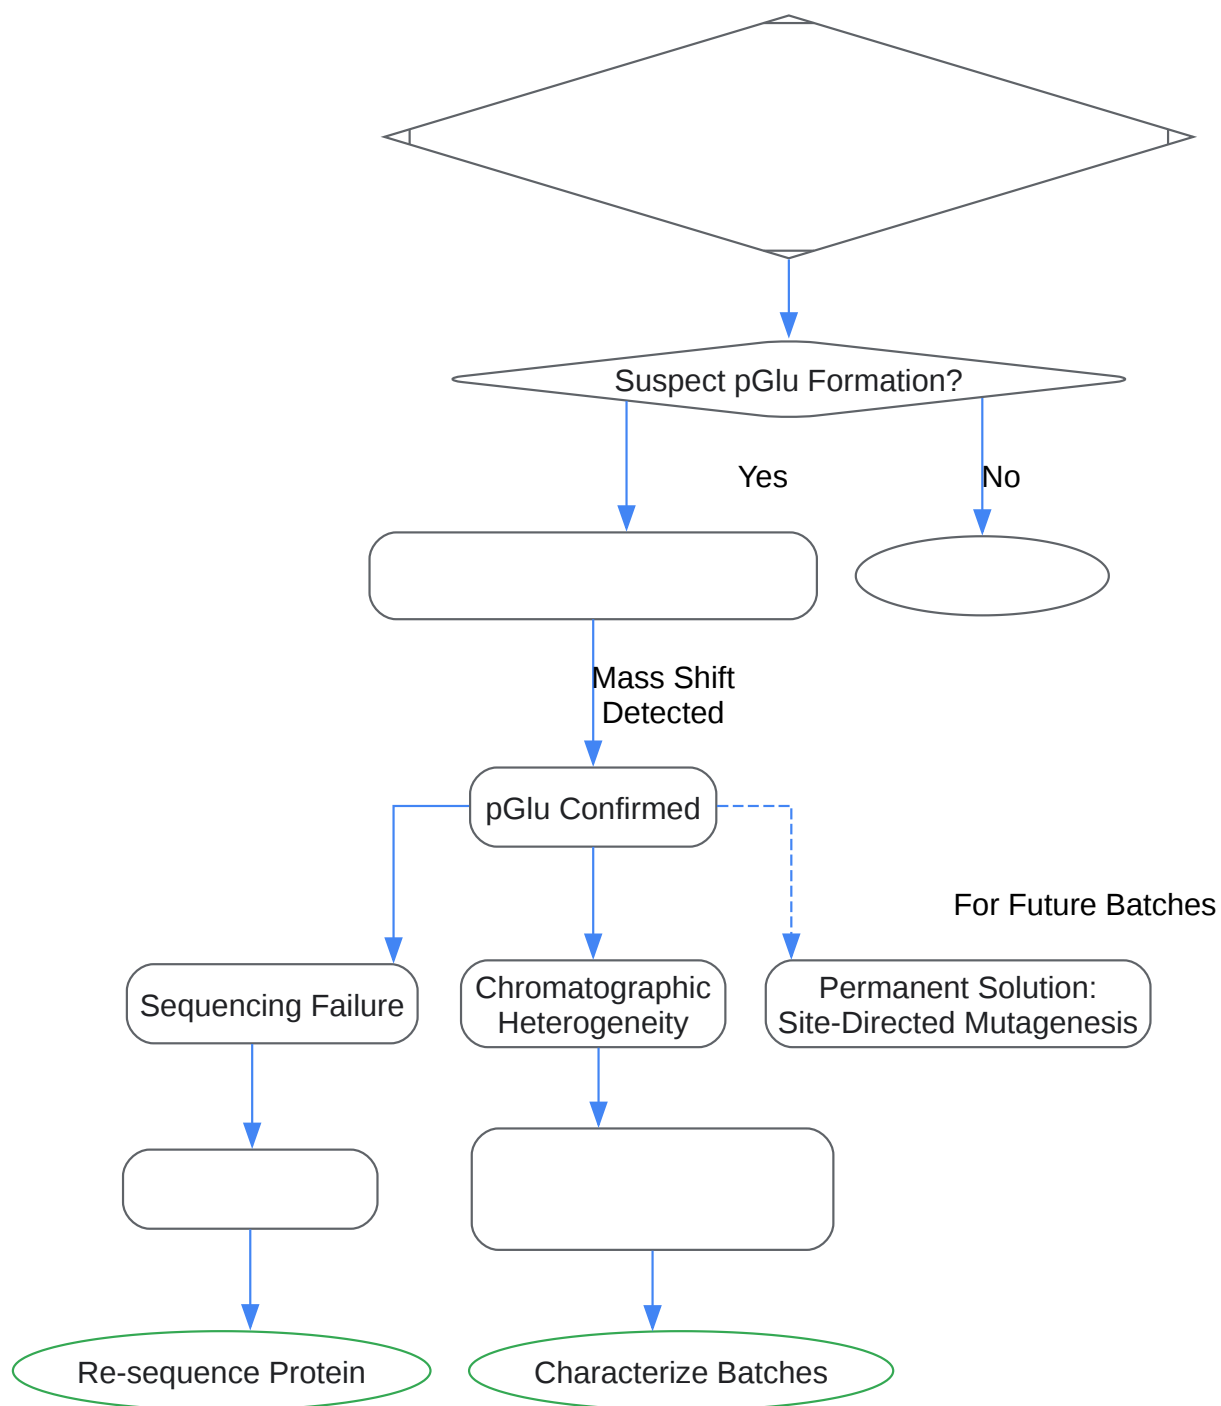 Suspect pGlu Formation?
Yes
No
Mass Shift
Detected
pGlu Confirmed
For Future Batches
Sequencing Failure
Chromatographic
Heterogeneity
Permanent Solution:
Site-Directed Mutagenesis
Re-sequence Protein
Characterize Batches